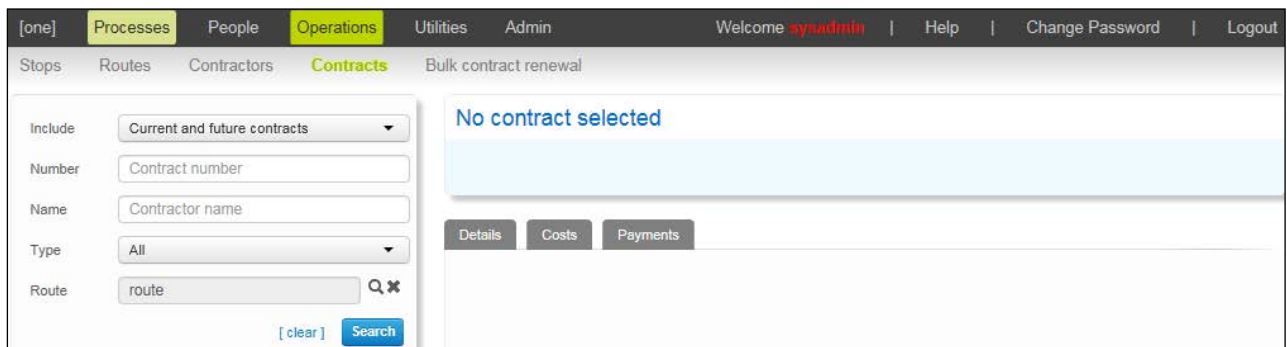 [one] Processes People Operations Utilities Admin Welcome sysadmin | Help | Change Password | Logout
Stops Routes Contractors Contracts Bulk contract renewal
Include Current and future contracts
Number Contract number
Name Contractor name
Type All
Route route
[ clear ] Search
No contract selected
Details Costs Payments